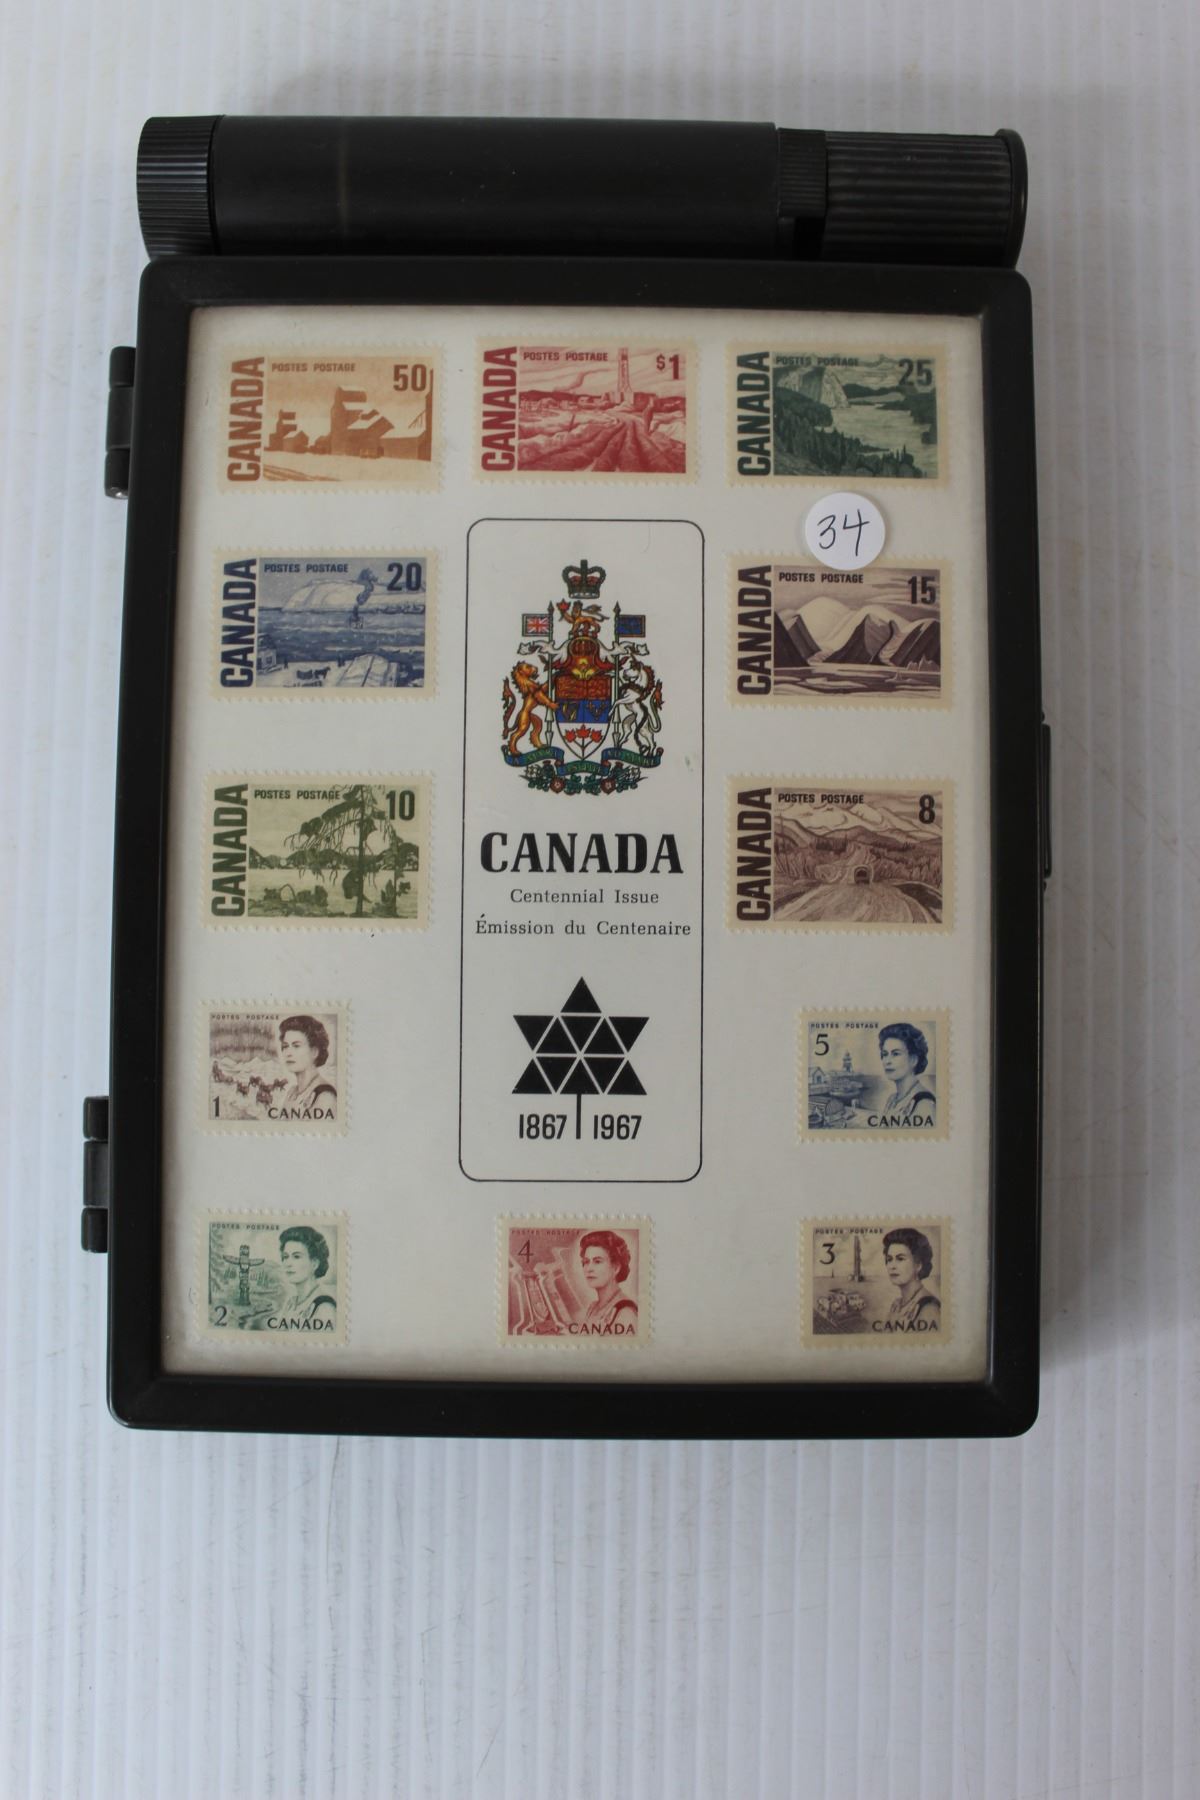 CANADA POSTES POSTAGE 50
CANADA POSTES POSTAGE $1
CANADA POSTES POSTAGE 25
34
CANADA POSTES POSTAGE 20
CANADA POSTES POSTAGE 15
CANADA POSTES POSTAGE 10
CANADA POSTES POSTAGE 8
CANADA
Centennial Issue
Émission du Centenaire
1867 1967
POSTES POSTAGE
1 CANADA
POSTES POSTAGE
5
CANADA
POSTES POSTAGE
2 CANADA
POSTES POSTAGE
4
CANADA
POSTES POSTAGE
3
CANADA